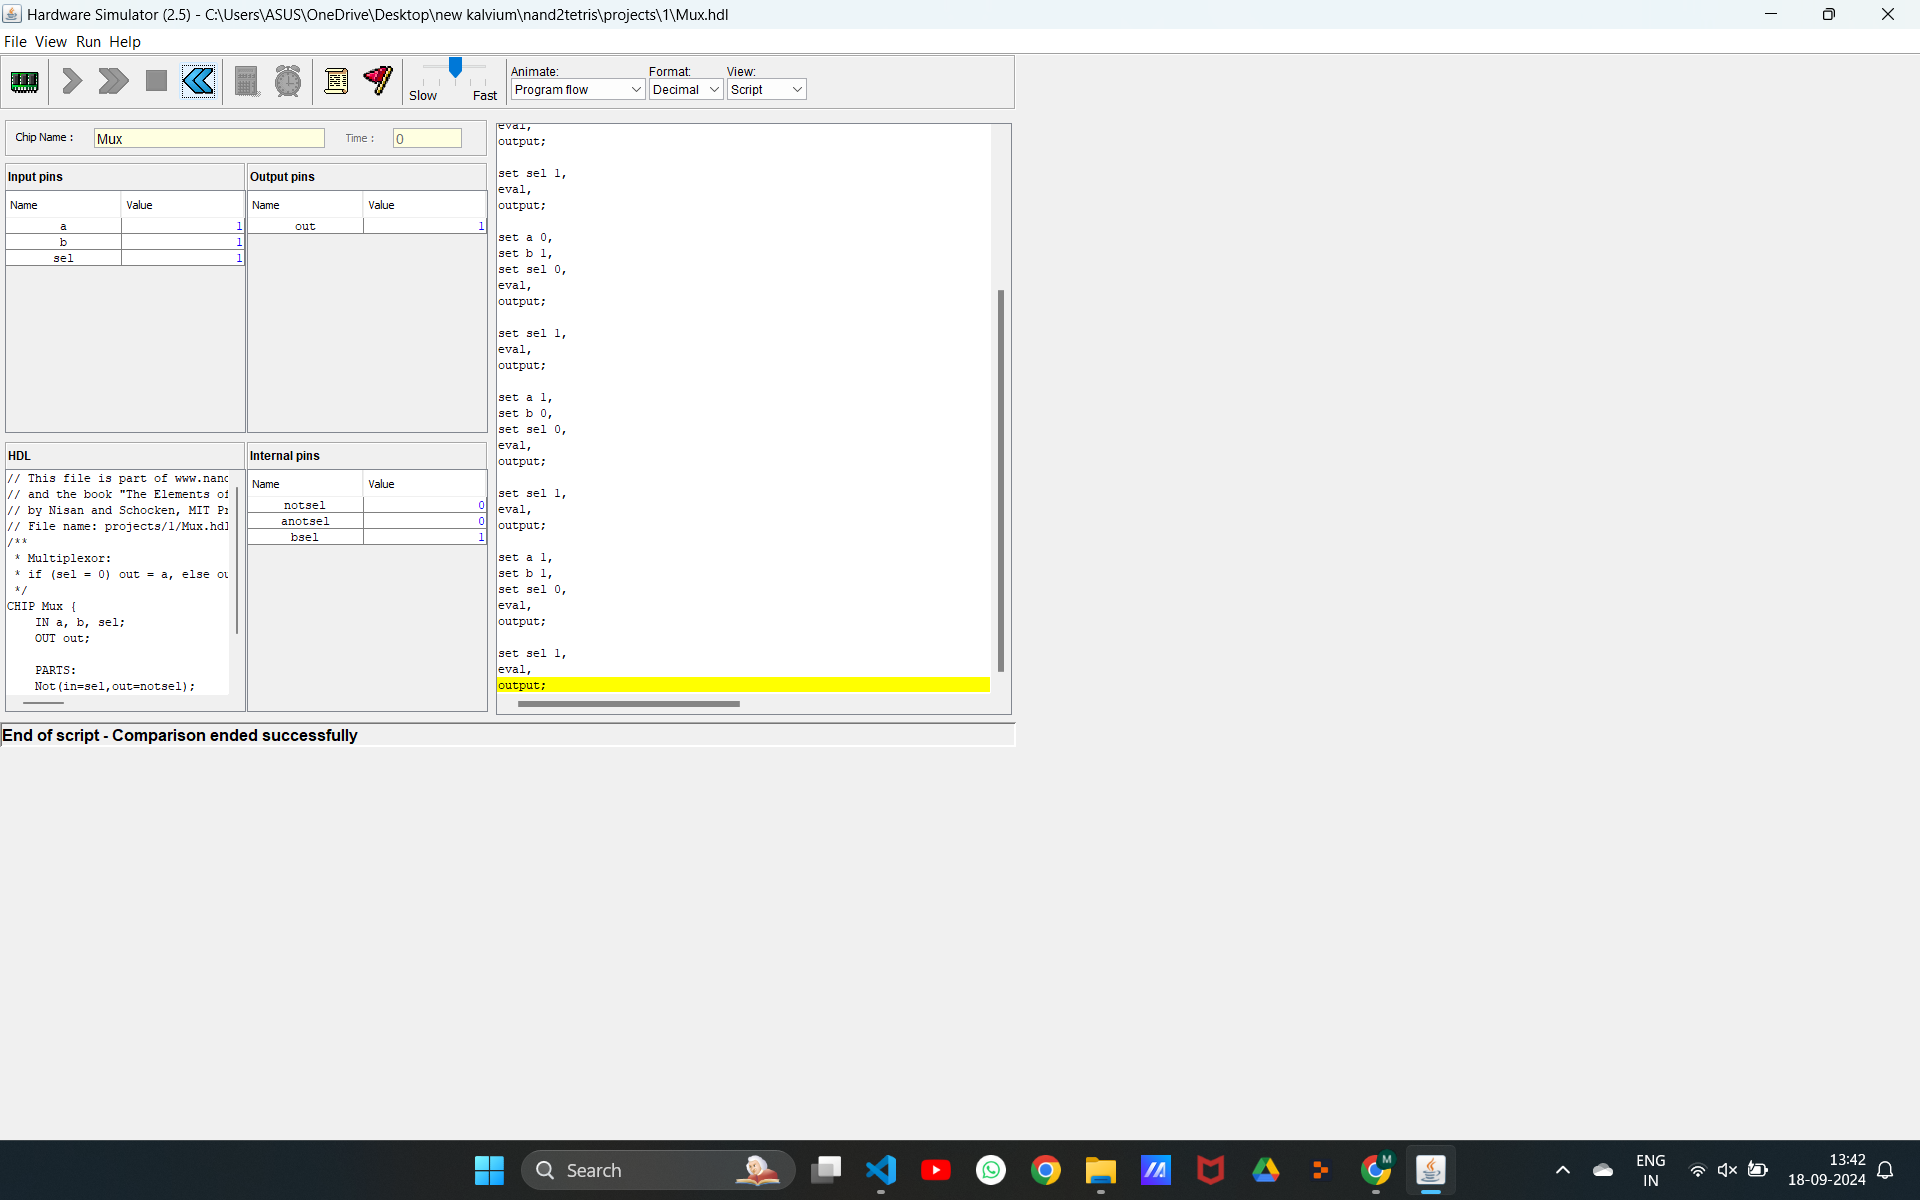 Hardware Simulator (2.5) - C:\Users\ASUS\OneDrive\Desktop\new kalvium\nand2tetris\projects\1\Mux.hdl
File View Run Help
Slow Fast
Animate: Format: View:
Program flow Decimal Script
Chip Name : Mux Time : 0
Input pins
Name Value
a 1
b 1
sel 1
Output pins
Name Value
out 1
HDL
// This file is part of www.nand
// and the book "The Elements of
// by Nisan and Schocken, MIT Pr
// File name: projects/1/Mux.hdl
/**
* Multiplexor:
* if (sel = 0) out = a, else ou
*/
CHIP Mux {
IN a, b, sel;
OUT out;
PARTS:
Not(in=sel,out=notsel);
Internal pins
Name Value
notsel 0
anotsel 0
bsel 1
eval,
output;
set sel 1,
eval,
output;
set a 0,
set b 1,
set sel 0,
eval,
output;
set sel 1,
eval,
output;
set a 1,
set b 0,
set sel 0,
eval,
output;
set sel 1,
eval,
output;
set a 1,
set b 1,
set sel 0,
eval,
output;
set sel 1,
eval,
output;
End of script - Comparison ended successfully
Search
M
ENG
IN
13:42
18-09-2024